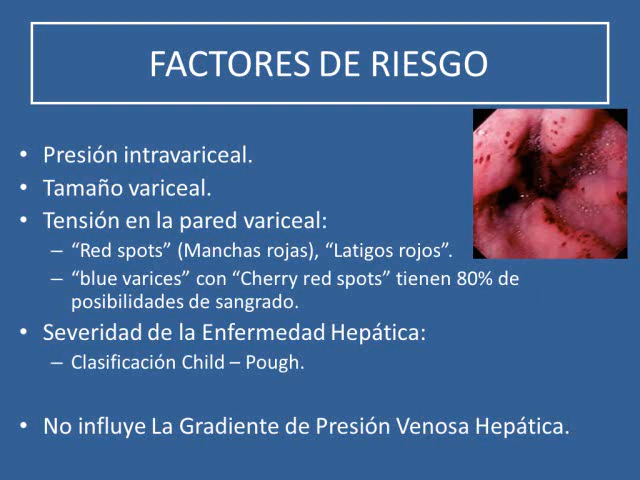 FACTORES DE RIESGO
• Presión intravariceal.
• Tamaño variceal.
• Tensión en la pared variceal:
– “Red spots” (Manchas rojas), “Latigos rojos”.
– “blue varices” con “Cherry red spots” tienen 80% de
posibilidades de sangrado.
• Severidad de la Enfermedad Hepática:
– Clasificación Child – Pough.
• No influye La Gradiente de Presión Venosa Hepática.